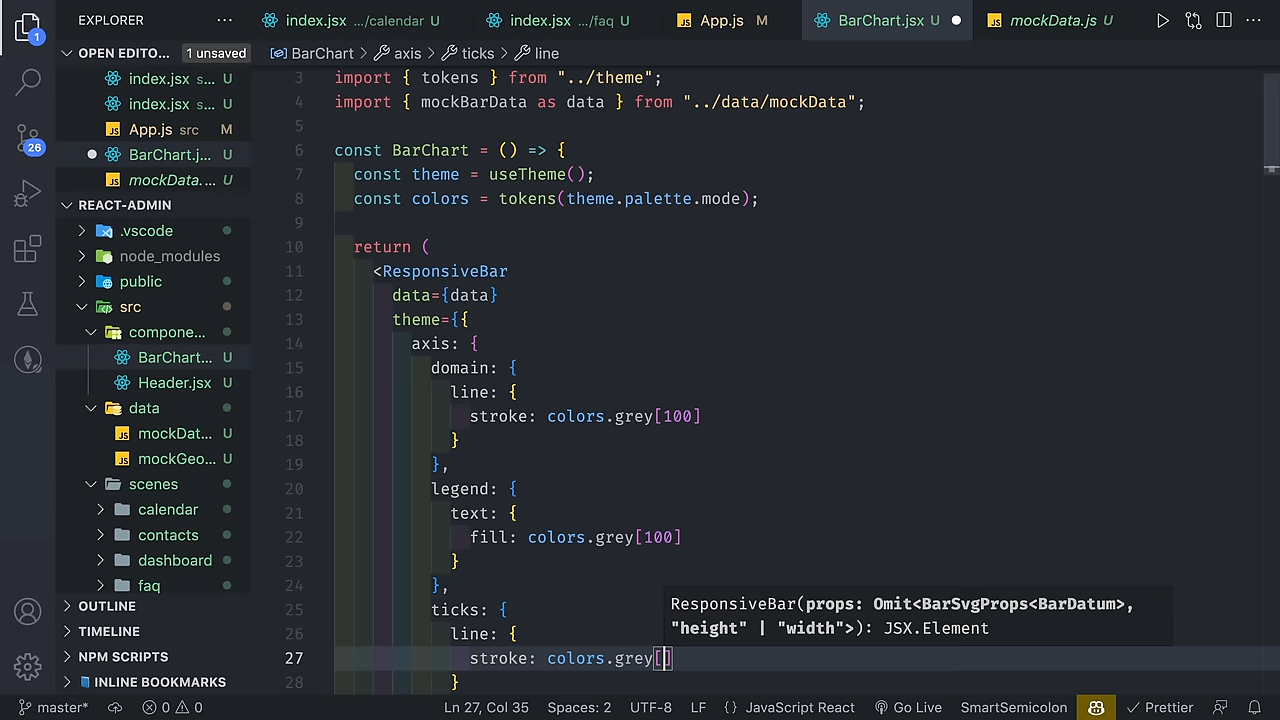 EXPLORER
index.jsx .../calendar U
index.jsx .../faq U
JS App.js M
BarChart.jsx U
JS mockData.js U
1
OPEN EDITO... 1 unsaved
BarChart > axis > ticks > line
index.jsx s... U
index.jsx s... U
JS App.js src M
BarChart.j... U
JS mockData.... U
REACT-ADMIN
.vscode
node_modules
public
src
compone...
BarChart... U
Header.jsx U
data
JS mockDat... U
JS mockGeo... U
scenes
calendar
contacts
dashboard
faq
OUTLINE
TIMELINE
NPM SCRIPTS
INLINE BOOKMARKS
26
3 import { tokens } from "../theme";
4 import { mockBarData as data } from "../data/mockData";
5
6 const BarChart = () => {
7 const theme = useTheme();
8 const colors = tokens(theme.palette.mode);
9
10 return (
11 <ResponsiveBar
12 data={data}
13 theme={{
14 axis: {
15 domain: {
16 line: {
17 stroke: colors.grey[100]
18 }
19 },
20 legend: {
21 text: {
22 fill: colors.grey[100]
23 }
24 },
25 ticks: {
26 line: {
27 stroke: colors.grey[]
28 }
ResponsiveBar(props: Omit<BarSvgProps<BarDatum>,
"height" | "width">): JSX.Element
master* 0 0 Ln 27, Col 35 Spaces: 2 UTF-8 LF {} JavaScript React Go Live SmartSemicolon Prettier